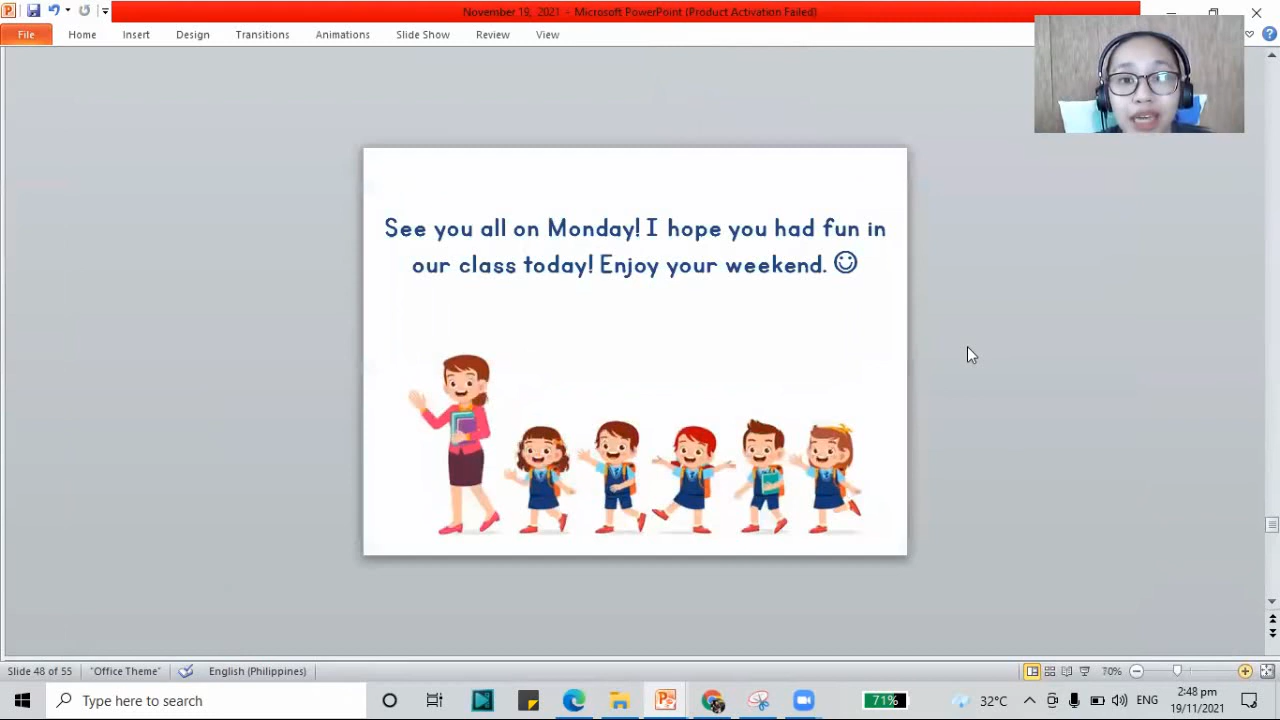 November 19, 2021 - Microsoft PowerPoint (Product Activation Failed)
File Home Insert Design Transitions Animations Slide Show Review View
See you all on Monday! I hope you had fun in
our class today! Enjoy your weekend. ☺
Slide 48 of 55 "Office Theme" English (Philippines) 70%
Type here to search 71% 32°C ENG 2:48 pm
19/11/2021